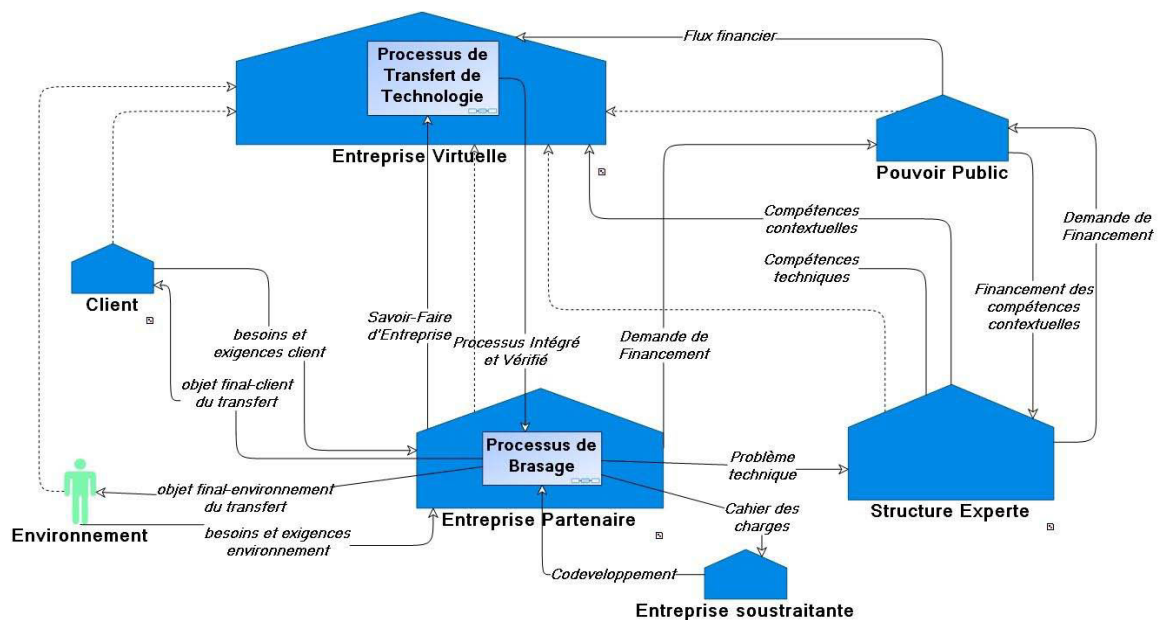 Flux financier
Processus de
Transfert de
Technologie
Entreprise Virtuelle
Pouvoir Public
Compétences
contextuelles
Demande de
Financement
Compétences
techniques
Client
Financement des
compétences
contextuelles
Savoir-Faire
d'Entreprise
besoins et
exigences client
Processus Intégré
et Vérifié
Demande de
Financement
objet final-client
du transfert
Processus de
Brasage
Problème
technique
objet final-environnement
du transfert
Structure Experte
Entreprise Partenaire
Cahier des
charges
Environnement
besoins et exigences
environnement
Codeveloppement
Entreprise soustraitante